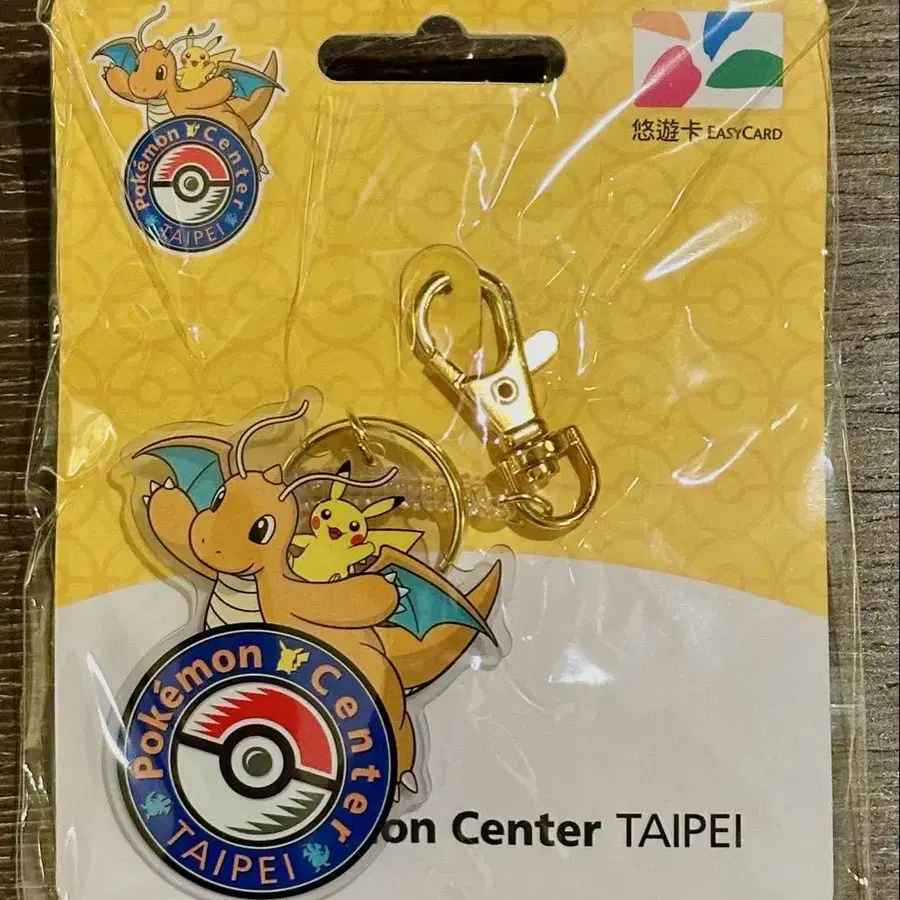 Pokémon Center
TAIPEI
悠遊卡 EASYCARD
Pokémon Center
TAIPEI
on Center TAIPEI